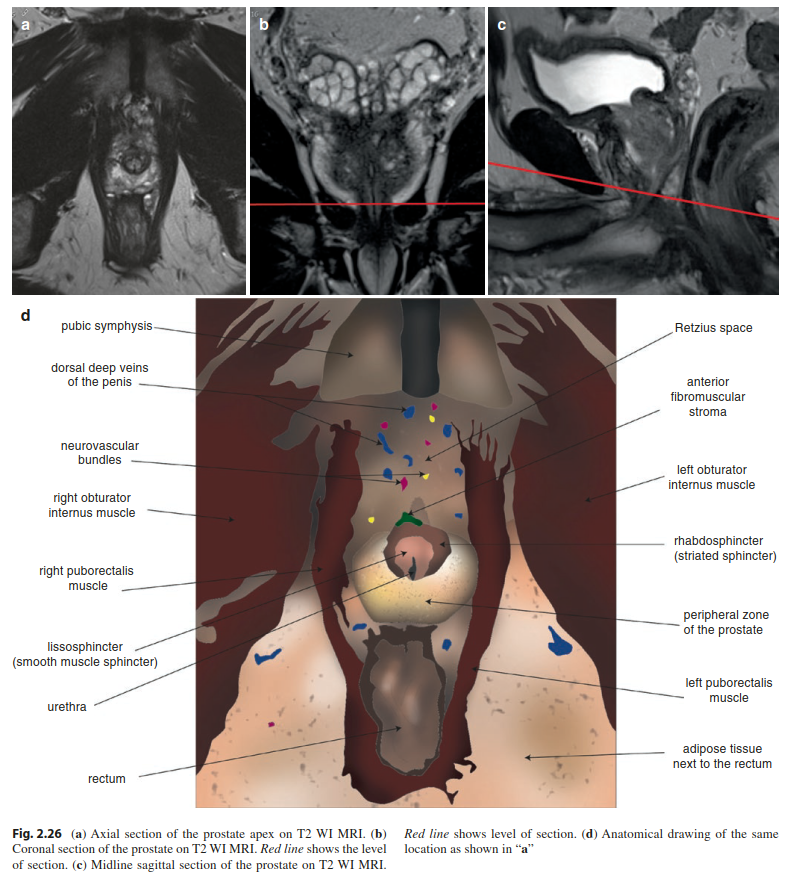 a
b
c
d
pubic symphysis
dorsal deep veins
of the penis
neurovascular
bundles
right obturator
internus muscle
right puborectalis
muscle
lissosphincter
(smooth muscle sphincter)
urethra
rectum
Retzius space
anterior
fibromuscular
stroma
left obturator
internus muscle
rhabdosphincter
(striated sphincter)
peripheral zone
of the prostate
left puborectalis
muscle
adipose tissue
next to the rectum
Fig. 2.26 (a) Axial section of the prostate apex on T2 WI MRI. (b)
Coronal section of the prostate on T2 WI MRI. Red line shows the level
of section. (c) Midline sagittal section of the prostate on T2 WI MRI.
Red line shows level of section. (d) Anatomical drawing of the same
location as shown in “a”